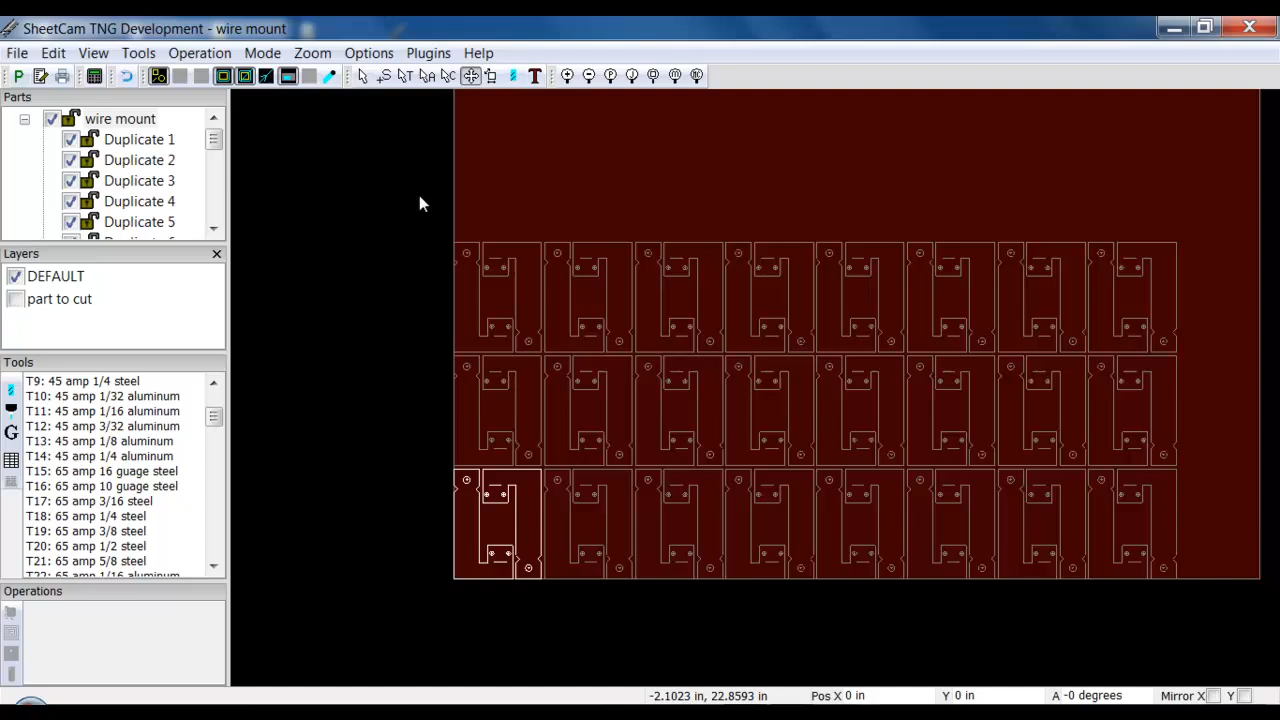 SheetCam TNG Development - wire mount
File Edit View Tools Operation Mode Zoom Options Plugins Help
Parts
wire mount
Duplicate 1
Duplicate 2
Duplicate 3
Duplicate 4
Duplicate 5
Layers
DEFAULT
part to cut
Tools
T9: 45 amp 1/4 steel
T10: 45 amp 1/32 aluminum
T11: 45 amp 1/16 aluminum
T12: 45 amp 3/32 aluminum
T13: 45 amp 1/8 aluminum
T14: 45 amp 1/4 aluminum
T15: 65 amp 16 guage steel
T16: 65 amp 10 guage steel
T17: 65 amp 3/16 steel
T18: 65 amp 1/4 steel
T19: 65 amp 3/8 steel
T20: 65 amp 1/2 steel
T21: 65 amp 5/8 steel
T22: 65 amp 1/16 aluminum
Operations
-2.1023 in, 22.8593 in Pos X 0 in Y 0 in A -0 degrees Mirror X Y